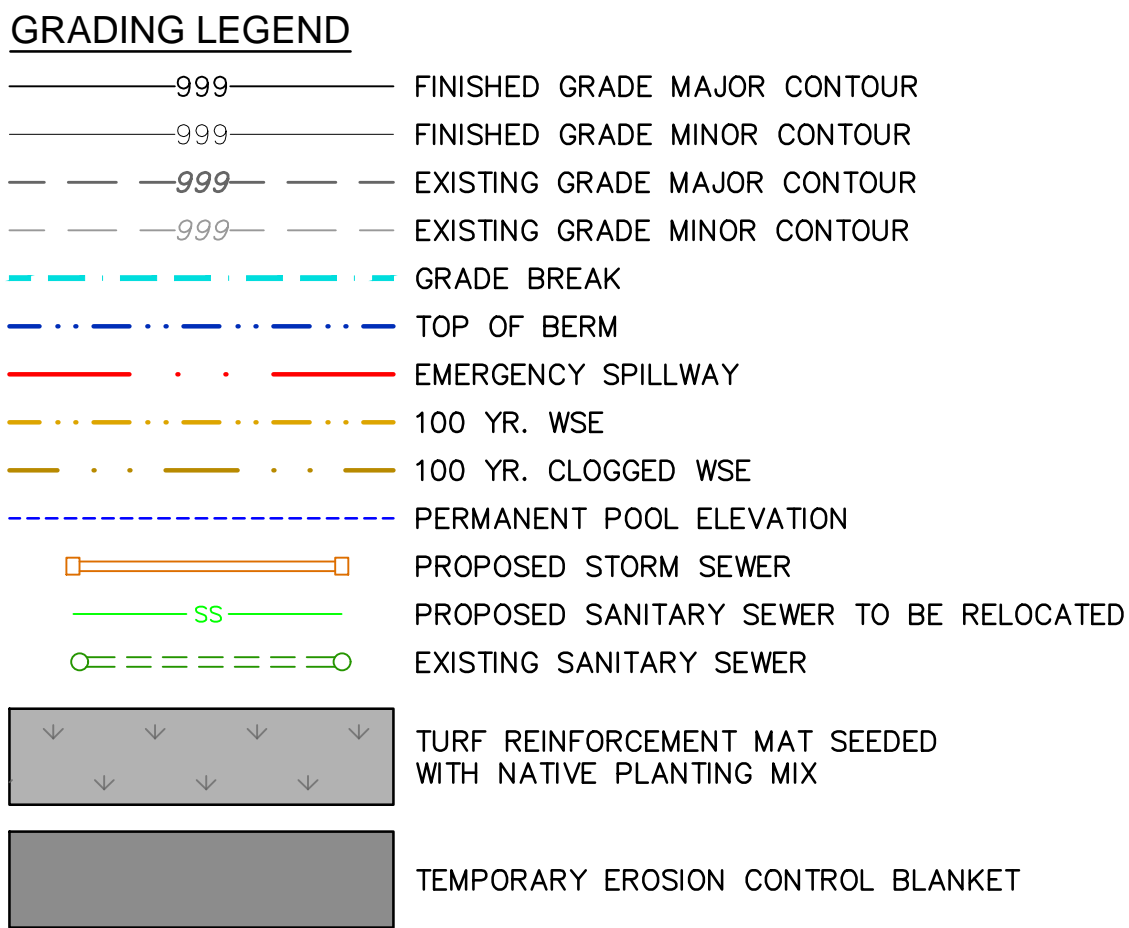 GRADING LEGEND
999 FINISHED GRADE MAJOR CONTOUR
999 FINISHED GRADE MINOR CONTOUR
999 EXISTING GRADE MAJOR CONTOUR
999 EXISTING GRADE MINOR CONTOUR
GRADE BREAK
TOP OF BERM
EMERGENCY SPILLWAY
100 YR. WSE
100 YR. CLOGGED WSE
PERMANENT POOL ELEVATION
PROPOSED STORM SEWER
SS PROPOSED SANITARY SEWER TO BE RELOCATED
EXISTING SANITARY SEWER
TURF REINFORCEMENT MAT SEEDED
WITH NATIVE PLANTING MIX
TEMPORARY EROSION CONTROL BLANKET